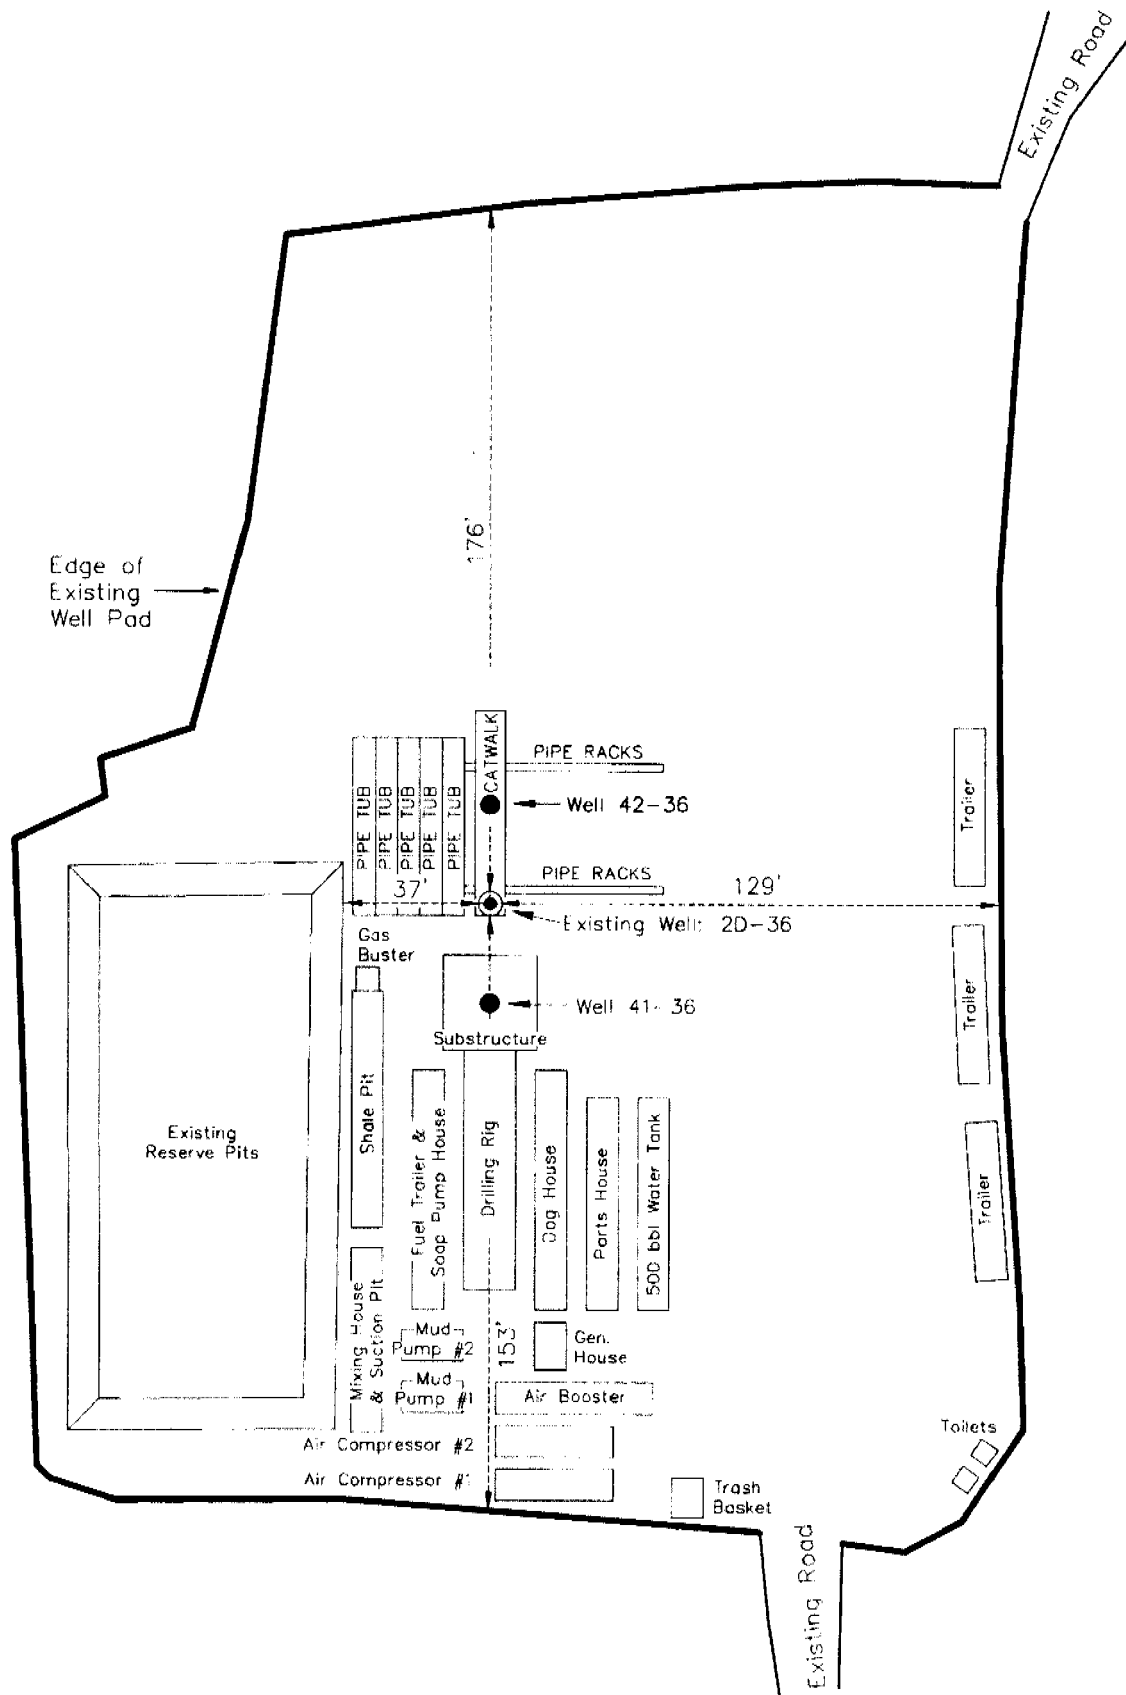 Existing Road
176'
Edge of
Existing
Well Pad
CATWALK
PIPE RACKS
PIPE TUB
PIPE TUB
PIPE TUB
PIPE TUB
PIPE TUB
Well 42-36
Trailer
PIPE RACKS
37'
129'
Existing Well: 2D-36
Gas
Buster
Trailer
Well 41-36
Substructure
Existing
Reserve Pits
Shale Pit
Fuel Trailer &
Soap Pump House
Drilling Rig
Dog House
Parts House
500 bbl Water Tank
Trailer
Mixing House
& Suction Pit
Mud
Pump #2
153'
Gen.
House
Mud
Pump #1
Air Booster
Air Compressor #2
Toilets
Air Compressor #1
Trash
Basket
Existing Road